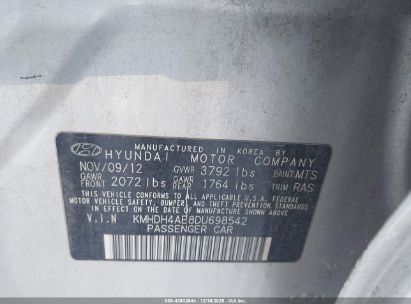 MANUFACTURED IN KOREA BY
HYUNDAI MOTOR COMPANY
NOV/09/12 GVWR 3792 lbs PAINT MTS
GAWR FRONT 2072 lbs GAWR REAR 1764 lbs TRIM RAS
THIS VEHICLE CONFORMS TO ALL APPLICABLE U.S.A. FEDERAL
MOTOR VEHICLE SAFETY, BUMPER, AND THEFT PREVENTION
STANDARDS IN EFFECT ON THE DATE OF MANUFACTURE
SHOWN ABOVE.
V.I.N KMHDH4AE8DU698542
PASSENGER CAR